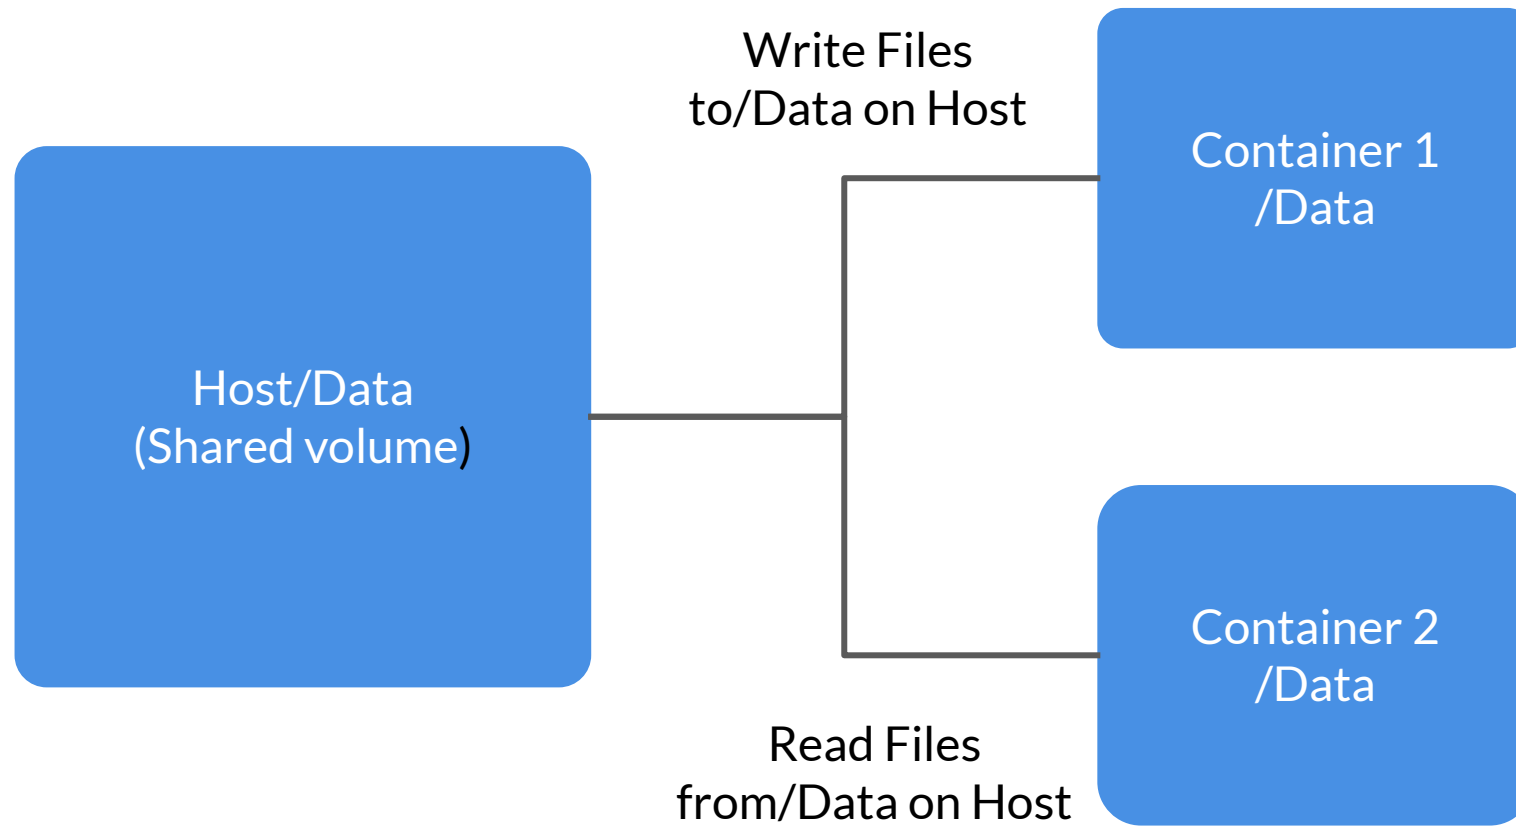 Write Files
to/Data on Host
Container 1
/Data
Host/Data
(Shared volume)
Container 2
/Data
Read Files
from/Data on Host